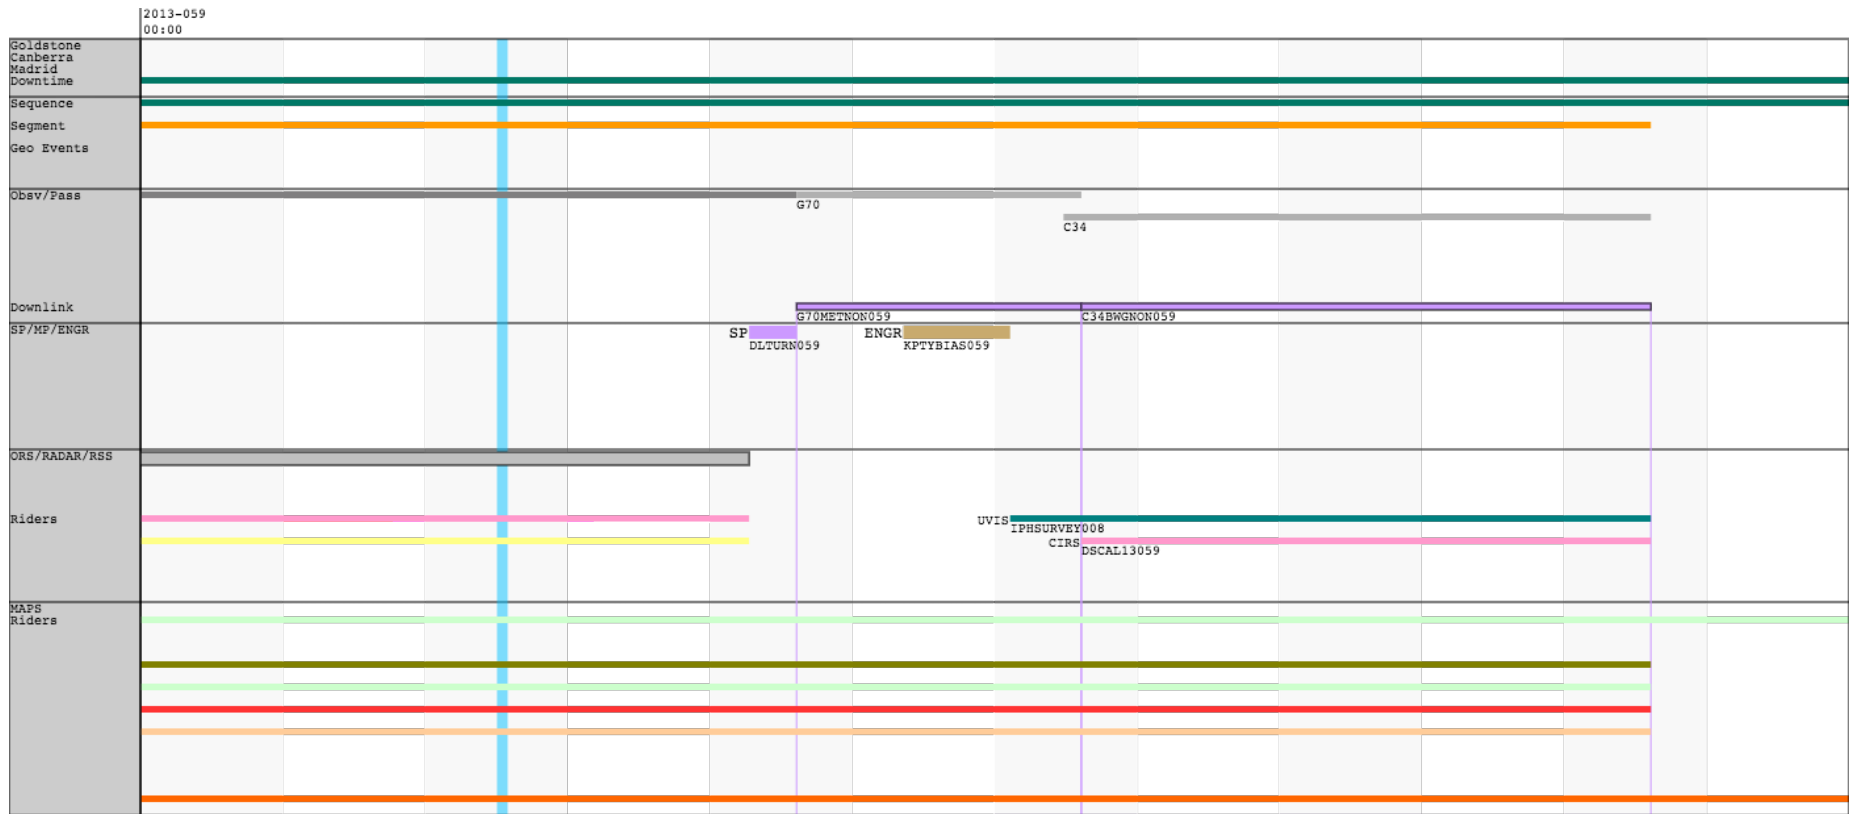 2013-059
00:00
Goldstone
Canberra
Madrid
Downtime
Sequence
Segment
Geo Events
Obsv/Pass
G70
C34
Downlink
G70METNON059
C34BWGNON059
SP/MP/ENGR
SP
DLTURN059
ENGR
KPTYBIAS059
ORS/RADAR/RSS
Riders
UVIS
IPHSURVEY008
CIRS
DSCAL13059
MAPS
Riders